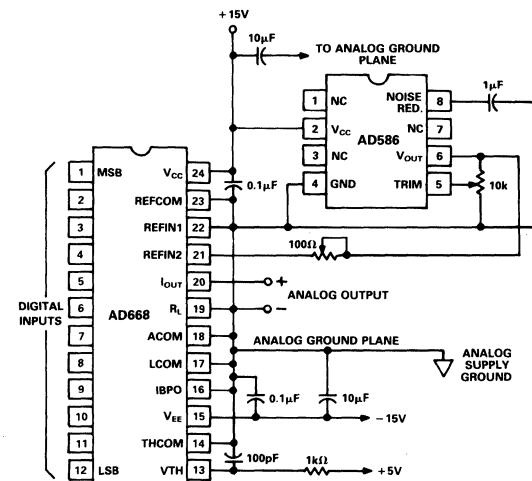 +15V
10µF
TO ANALOG GROUND
PLANE
1 NC
NOISE
RED. 8
1µF
2 VCC
AD586
NC 7
3 NC
VOUT 6
4 GND
TRIM 5
10k
1 MSB
VCC 24
0.1µF
2
REFCOM 23
3
REFIN1 22
4
REFIN2 21
100Ω
5
IOUT 20
+
ANALOG OUTPUT
DIGITAL
INPUTS
6
AD668
RL 19
–
7
ACOM 18
ANALOG GROUND PLANE
8
LCOM 17
ANALOG
SUPPLY
GROUND
9
IBPO 16
0.1µF
10µF
10
VEE 15
–15V
11
THCOM 14
100pF
1kΩ
12 LSB
VTH 13
+5V